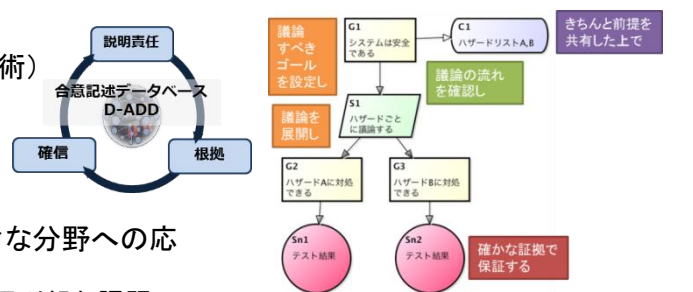 術）
説明責任
合意記述データベース
D-ADD
確信
根拠
な分野への応
議論
すべき
ゴール
を設定し
G1
システムは安全
である
C1
ハザードリストA,B
きちんと前提を
共有した上で
議論の流れ
を確認し
議論を
展開し
S1
ハザードごと
に議論する
G2
ハザードAに対処
できる
G3
ハザードBに対処
できる
Sn1
テスト結果
Sn2
テスト結果
確かな証拠で
保証する